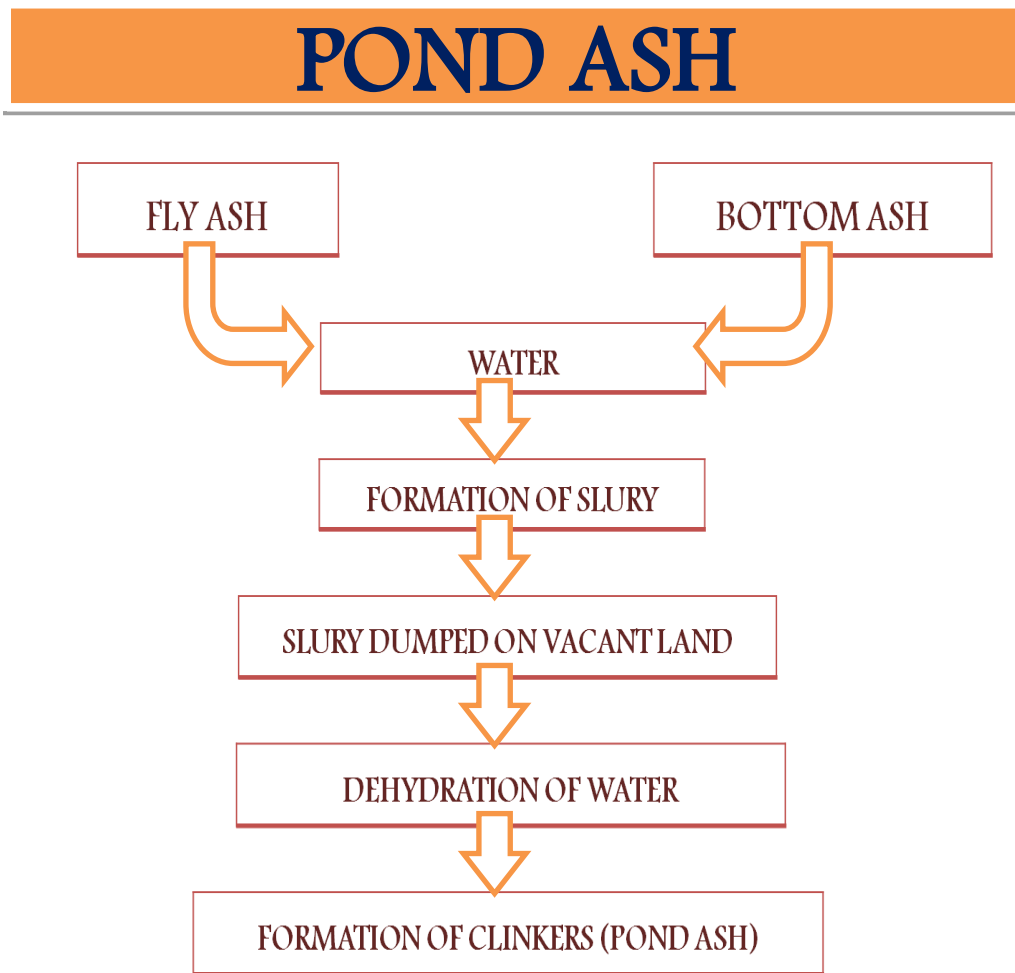 POND ASH
FLY ASH
BOTTOM ASH
WATER
FORMATION OF SLURY
SLURY DUMPED ON VACANT LAND
DEHYDRATION OF WATER
FORMATION OF CLINKERS (POND ASH)